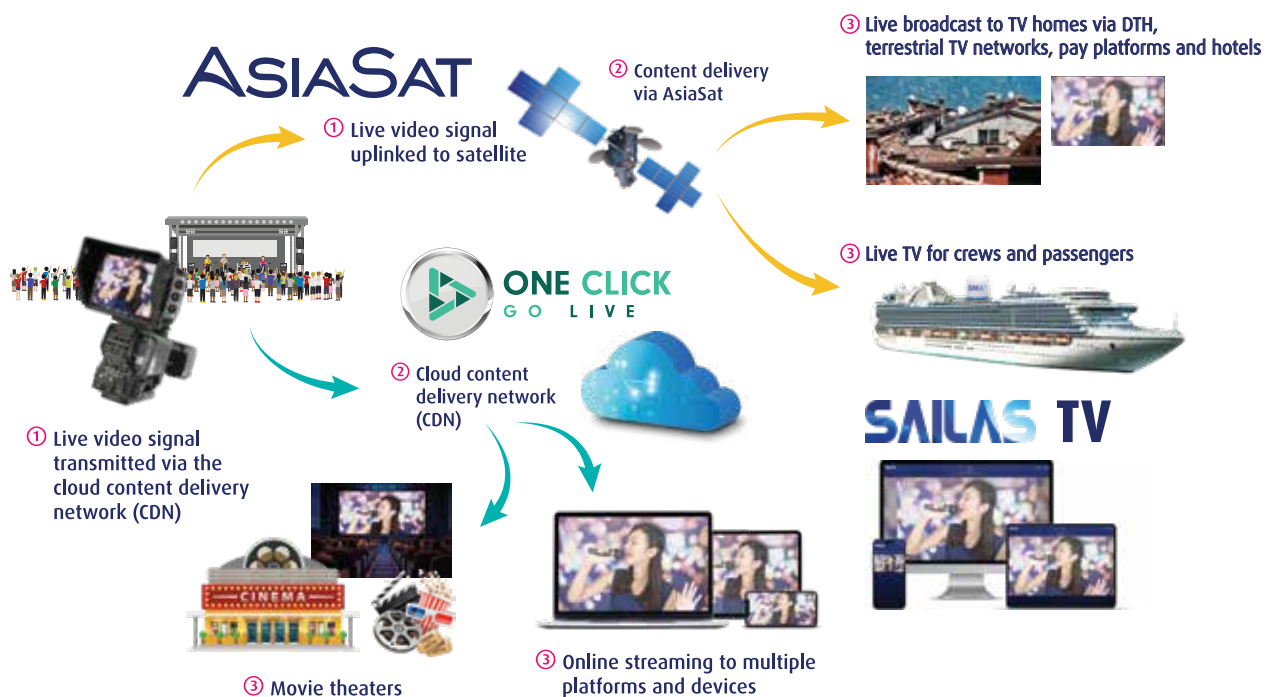 ASIASAT
① Live video signal
uplinked to satellite
② Content delivery
via AsiaSat
③ Live broadcast to TV homes via DTH,
terrestrial TV networks, pay platforms and hotels
③ Live TV for crews and passengers
SAILAS TV
ONE CLICK
GO LIVE
② Cloud content
delivery network
(CDN)
① Live video signal
transmitted via the
cloud content delivery
network (CDN)
CINEMA
③ Movie theaters
③ Online streaming to multiple
platforms and devices